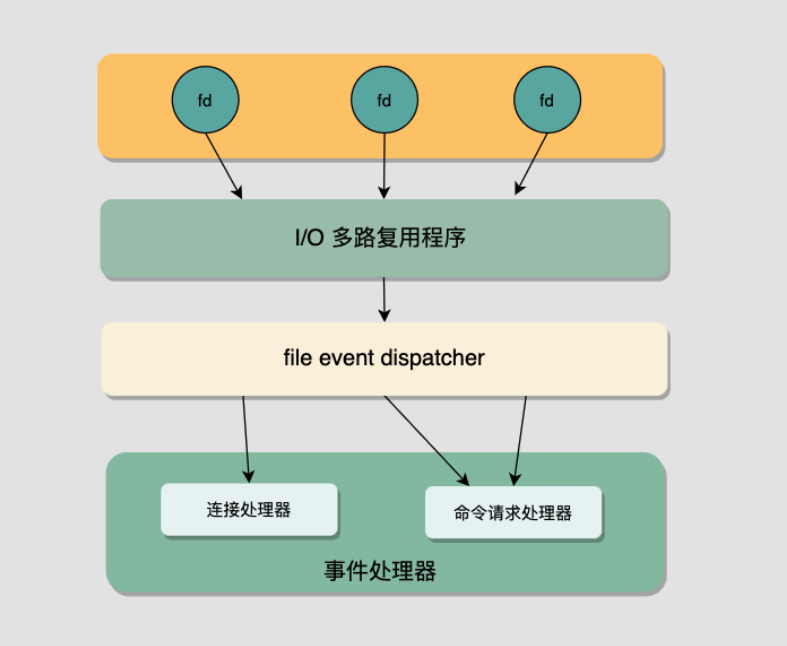 fd
fd
fd
I/O 多路复用程序
file event dispatcher
连接处理器
命令请求处理器
事件处理器